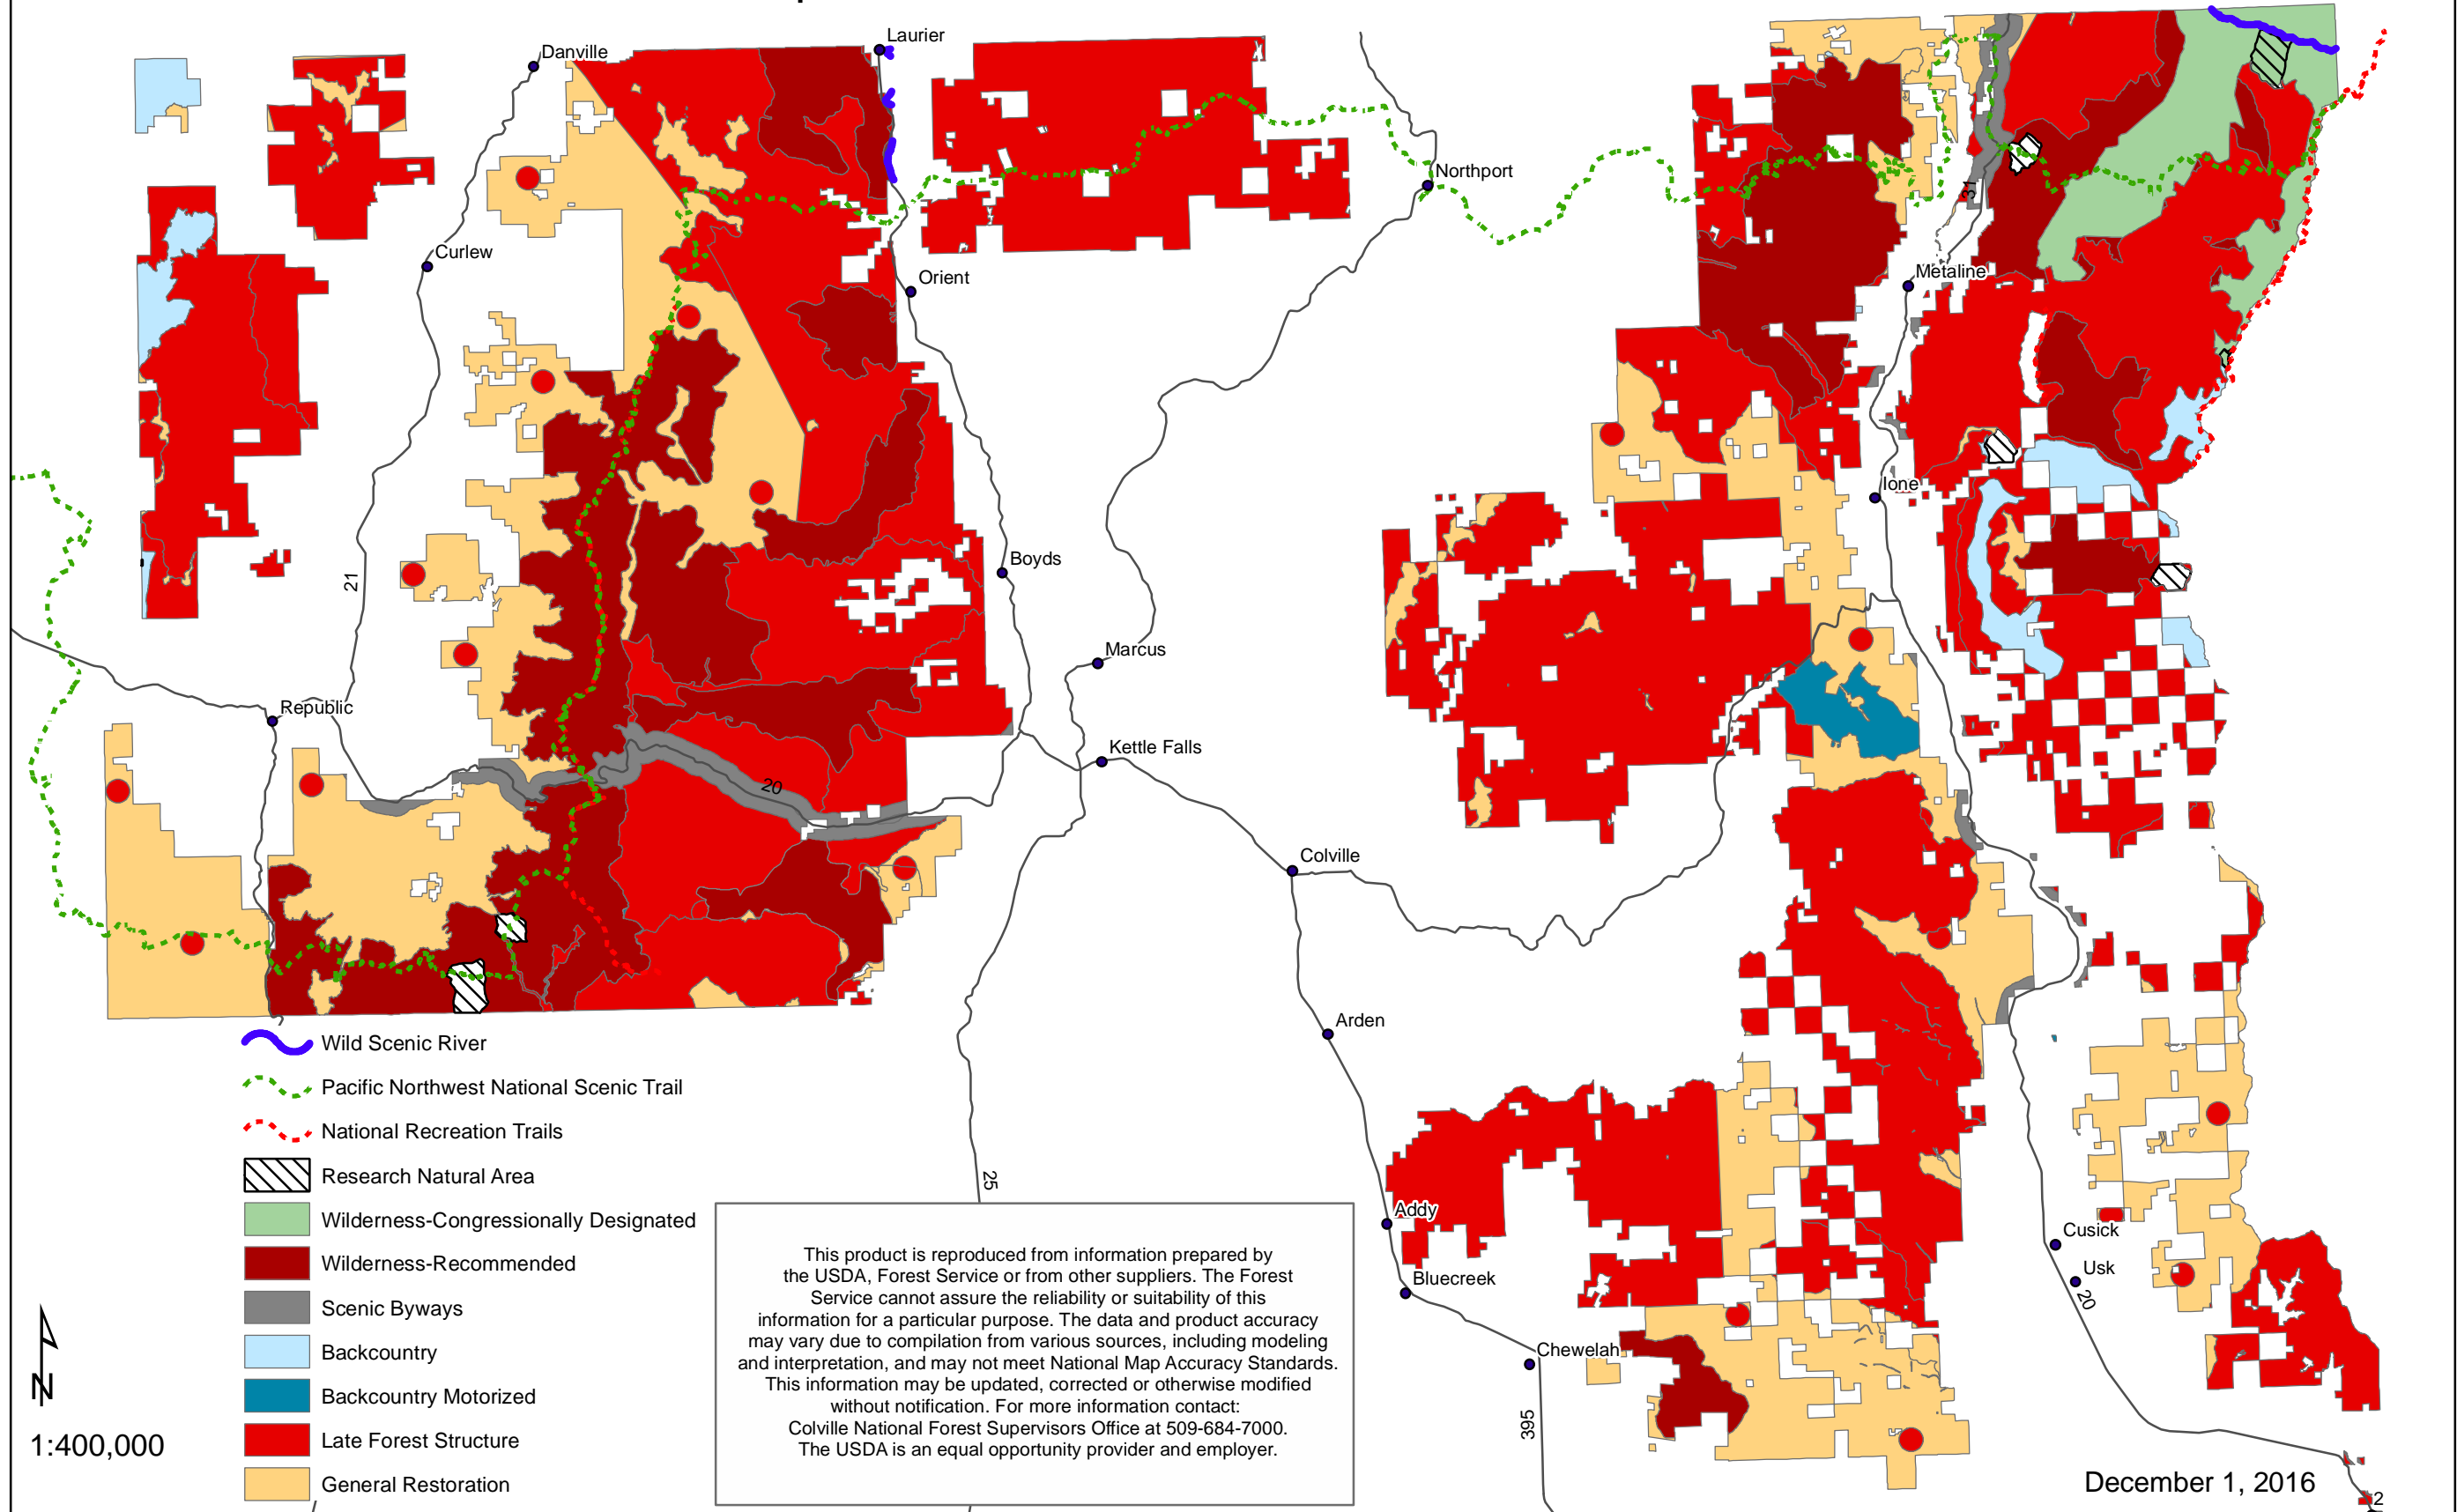 Laurier
Danville
Northport
Curlew
Orient
Metaline
31
Ione
Boyds
21
Marcus
Republic
Kettle Falls
20
Colville
Arden
25
Addy
Cusick
Usk
20
Bluecreek
Chewelah
395
2
Wild Scenic River
Pacific Northwest National Scenic Trail
National Recreation Trails
Research Natural Area
Wilderness-Congressionally Designated
Wilderness-Recommended
Scenic Byways
Backcountry
Backcountry Motorized
Late Forest Structure
General Restoration
N
1:400,000
This product is reproduced from information prepared by
the USDA, Forest Service or from other suppliers. The Forest
Service cannot assure the reliability or suitability of this
information for a particular purpose. The data and product accuracy
may vary due to compilation from various sources, including modeling
and interpretation, and may not meet National Map Accuracy Standards.
This information may be updated, corrected or otherwise modified
without notification. For more information contact:
Colville National Forest Supervisors Office at 509-684-7000.
The USDA is an equal opportunity provider and employer.
December 1, 2016